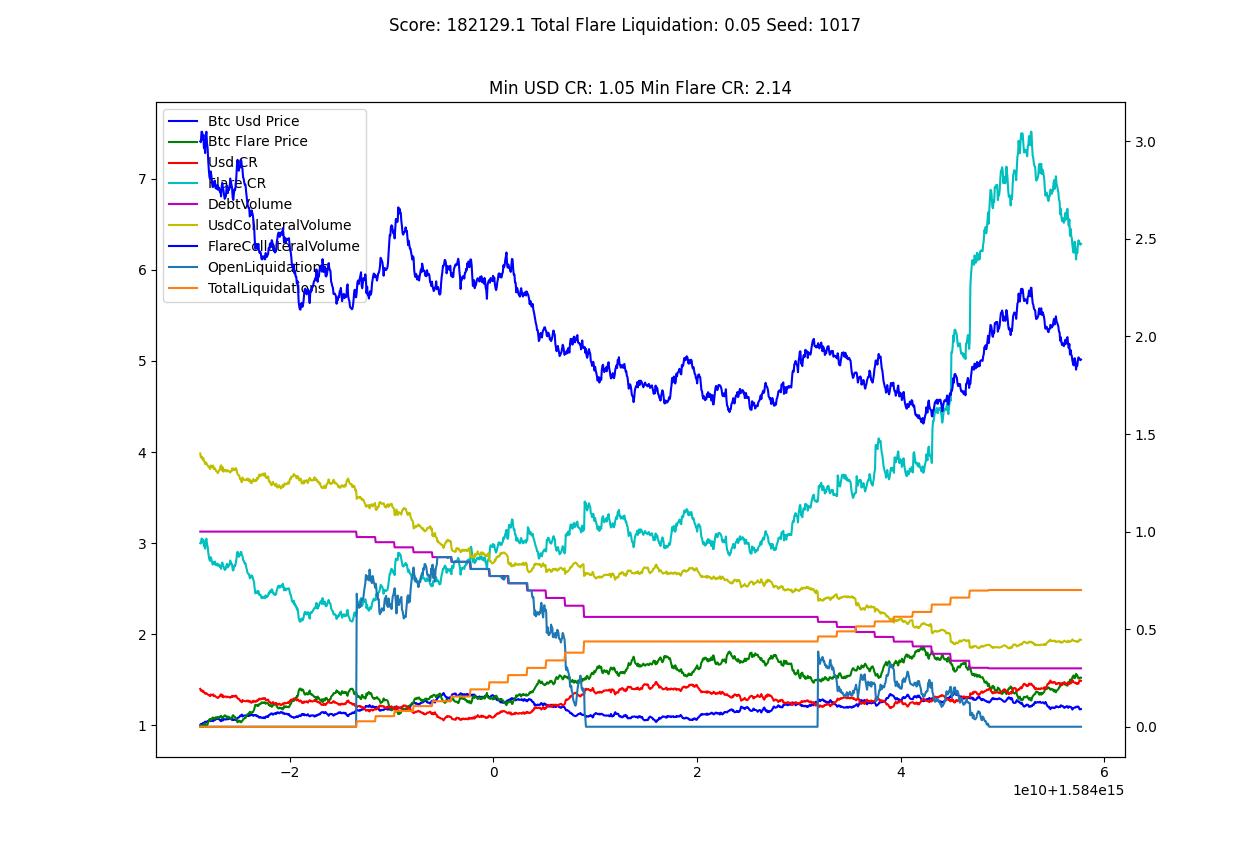 Score: 182129.1 Total Flare Liquidation: 0.05 Seed: 1017
Min USD CR: 1.05 Min Flare CR: 2.14
Btc Usd Price
Btc Flare Price
Usd CR
Flare CR
DebtVolume
UsdCollateralVolume
FlareCollateralVolume
OpenLiquidations
TotalLiquidations
7
6
5
4
3
2
1
3.0
2.5
2.0
1.5
1.0
0.5
0.0
−2 0 2 4 6
1e10+1.584e15